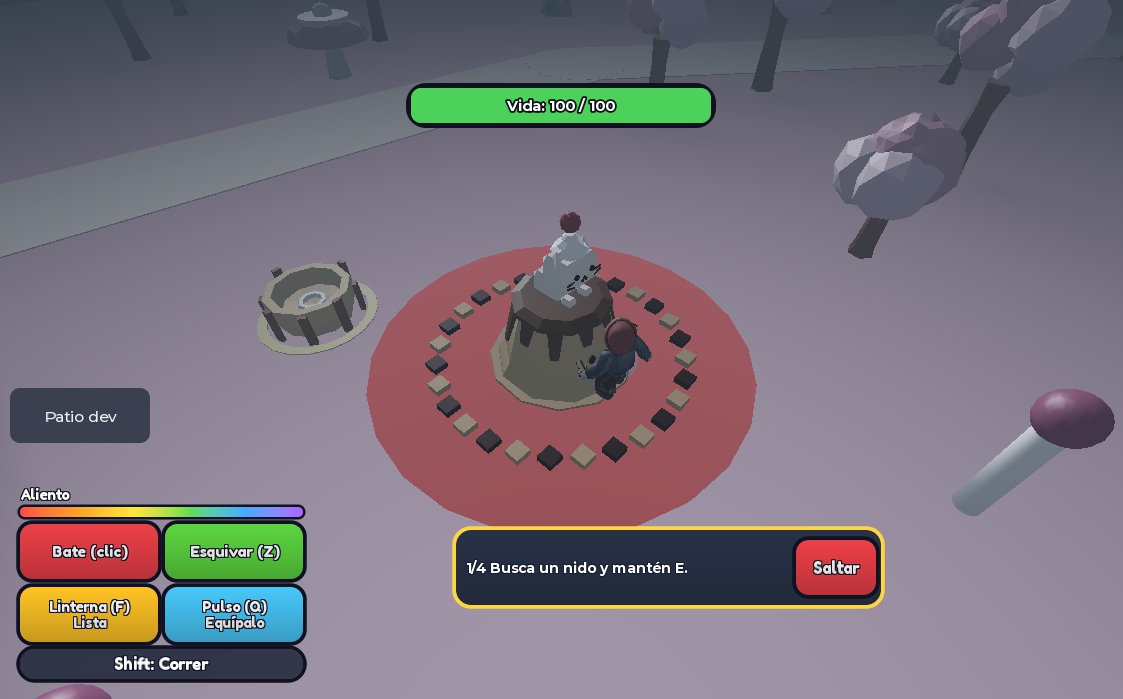 Vida: 100 / 100
Patio dev
Aliento
Bate (clic)
Esquivar (Z)
Linterna (F)
Lista
Pulso (Q)
Equípalo
Shift: Correr
1/4 Busca un nido y mantén E.
Saltar